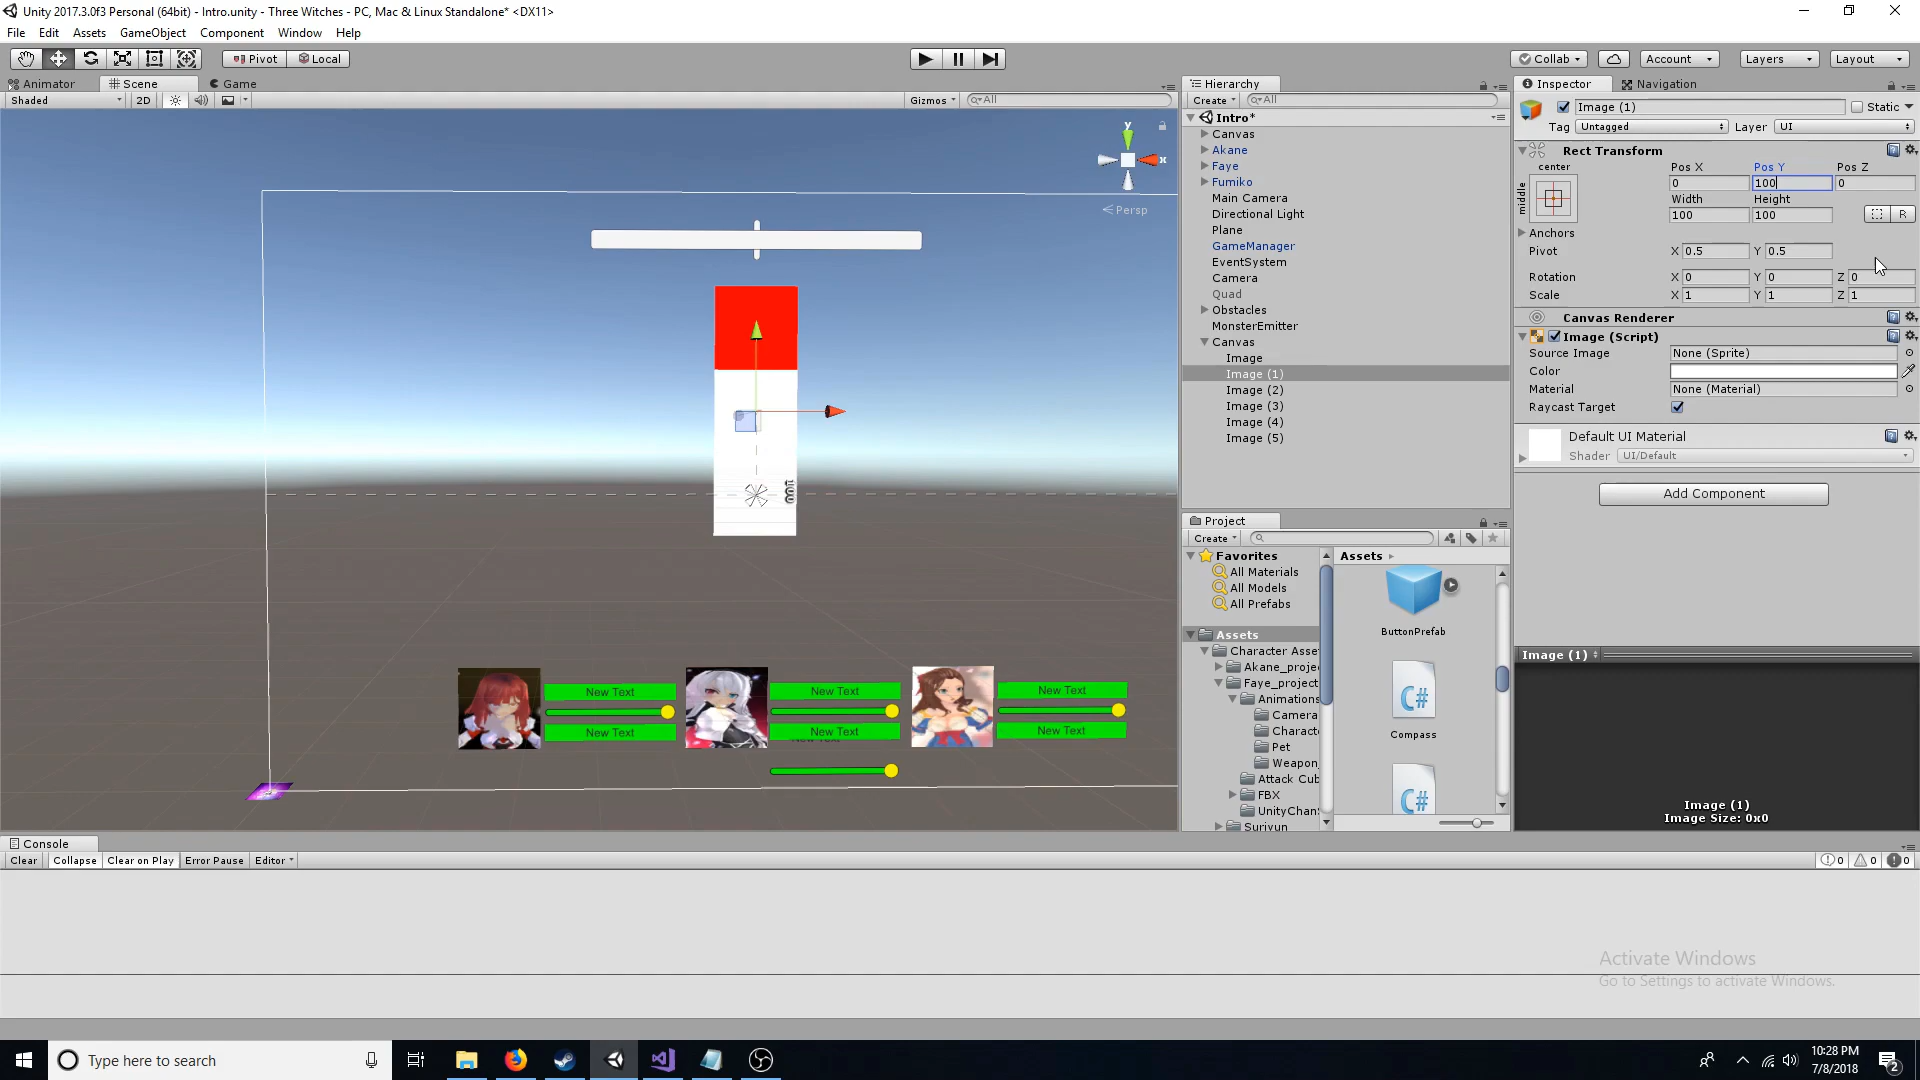 Unity 2017.3.0f3 Personal (64bit) - Intro.unity - Three Witches - PC, Mac & Linux Standalone* <DX11>
File Edit Assets GameObject Component Window Help
Pivot Local Collab Account Layers Layout
Animator Scene Game
Shaded 2D Gizmos All
y
x
Persp
100
New Text New Text New Text
New Text New Text New Text
Hierarchy
Create All
Intro*
Canvas
Akane
Faye
Fumiko
Main Camera
Directional Light
Plane
GameManager
EventSystem
Camera
Quad
Obstacles
MonsterEmitter
Canvas
Image
Image (1)
Image (2)
Image (3)
Image (4)
Image (5)
Project
Create
Favorites
All Materials
All Models
All Prefabs
Assets
Character Asse
Akane_proje
Faye_project
Animations
Camera
Charact
Pet
Weapon
Attack Cub
FBX
UnityChan
Surivun
Assets
ButtonPrefab
C#
Compass
C#
Inspector Navigation
Image (1) Static
Tag Untagged Layer UI
Rect Transform
center
middle
Pos X Pos Y Pos Z
0 100 0
Width Height
100 100 R
Anchors
Pivot X 0.5 Y 0.5
Rotation X 0 Y 0 Z 0
Scale X 1 Y 1 Z 1
Canvas Renderer
Image (Script)
Source Image None (Sprite)
Color
Material None (Material)
Raycast Target
Default UI Material
Shader UI/Default
Add Component
Image (1)
Image (1)
Image Size: 0x0
Console
Clear Collapse Clear on Play Error Pause Editor 0 0 0
Activate Windows
Go to Settings to activate Windows.
Type here to search
10:28 PM
7/8/2018
2